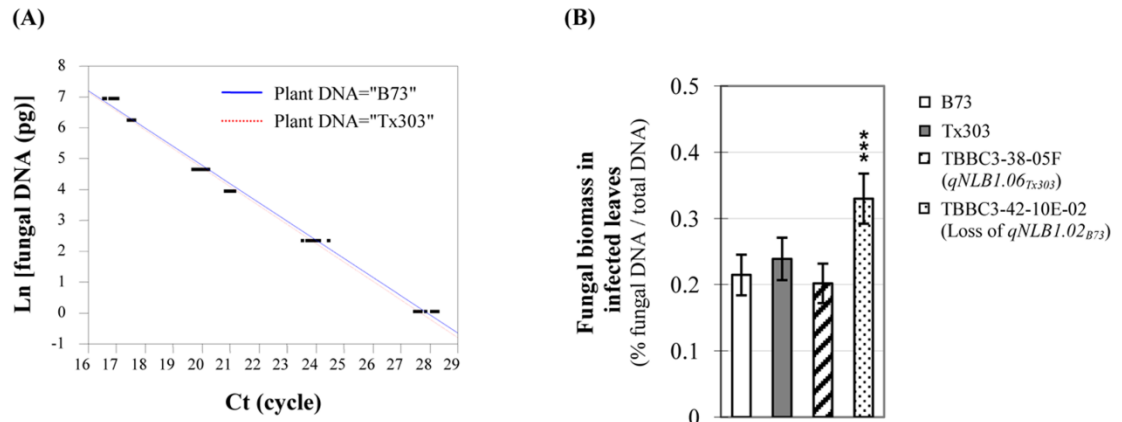 (A)
(B)
Ln [fungal DNA (pg)]
8
7
6
5
4
3
2
1
0
-1
Plant DNA="B73"
Plant DNA="Tx303"
16 17 18 19 20 21 22 23 24 25 26 27 28 29
Ct (cycle)
Fungal biomass in
infected leaves
(% fungal DNA / total DNA)
0.5
0.4
0.3
0.2
0.1
0
***
B73
Tx303
TBBC3-38-05F
(qNLB1.06Tx303)
TBBC3-42-10E-02
(Loss of qNLB1.02B73)